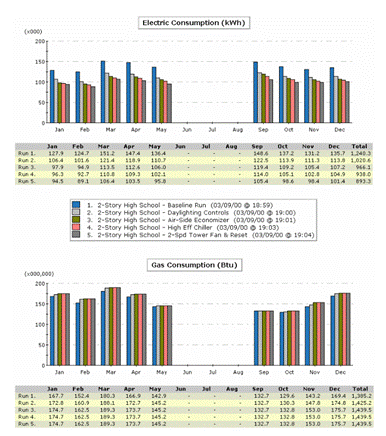 Electric Consumption (kWh)
(x000)
200
150
100
50
0
Jan Feb Mar Apr May Jun Jul Aug Sep Oct Nov Dec
Jan Feb Mar Apr May Jun Jul Aug Sep Oct Nov Dec Total
Run 1. 127.9 124.7 151.2 147.4 136.4 - - - 148.6 137.2 131.2 135.7 1,240.3
Run 2. 106.4 101.6 121.4 118.9 110.7 - - - 122.5 113.9 111.3 113.8 1,020.6
Run 3. 97.9 94.9 113.5 112.6 106.0 - - - 119.4 109.2 105.4 107.2 966.1
Run 4. 96.3 92.7 110.8 109.3 102.1 - - - 114.0 105.1 102.8 104.9 938.0
Run 5. 94.5 89.1 106.4 103.5 95.8 - - - 105.4 98.6 98.4 101.4 893.3
1. 2-Story High School - Baseline Run (03/09/00 @ 18:59)
2. 2-Story High School - Daylighting Controls (03/09/00 @ 19:00)
3. 2-Story High School - Air-Side Economizer (03/09/00 @ 19:01)
4. 2-Story High School - High Eff Chiller (03/09/00 @ 19:03)
5. 2-Story High School - 2-Spd Tower Fan & Reset (03/09/00 @ 19:04)
Gas Consumption (Btu)
(x000,000)
200
150
100
50
0
Jan Feb Mar Apr May Jun Jul Aug Sep Oct Nov Dec
Jan Feb Mar Apr May Jun Jul Aug Sep Oct Nov Dec Total
Run 1. 167.7 152.4 180.3 166.9 142.9 - - - 132.7 129.6 143.2 169.4 1,385.2
Run 2. 172.8 160.9 188.1 172.7 145.2 - - - 132.7 130.3 147.8 174.8 1,425.2
Run 3. 174.7 162.5 189.3 173.7 145.2 - - - 132.7 132.8 153.0 175.7 1,439.5
Run 4. 174.7 162.5 189.3 173.7 145.2 - - - 132.7 132.8 153.0 175.7 1,439.5
Run 5. 174.7 162.5 189.3 173.7 145.2 - - - 132.7 132.8 153.0 175.7 1,439.5